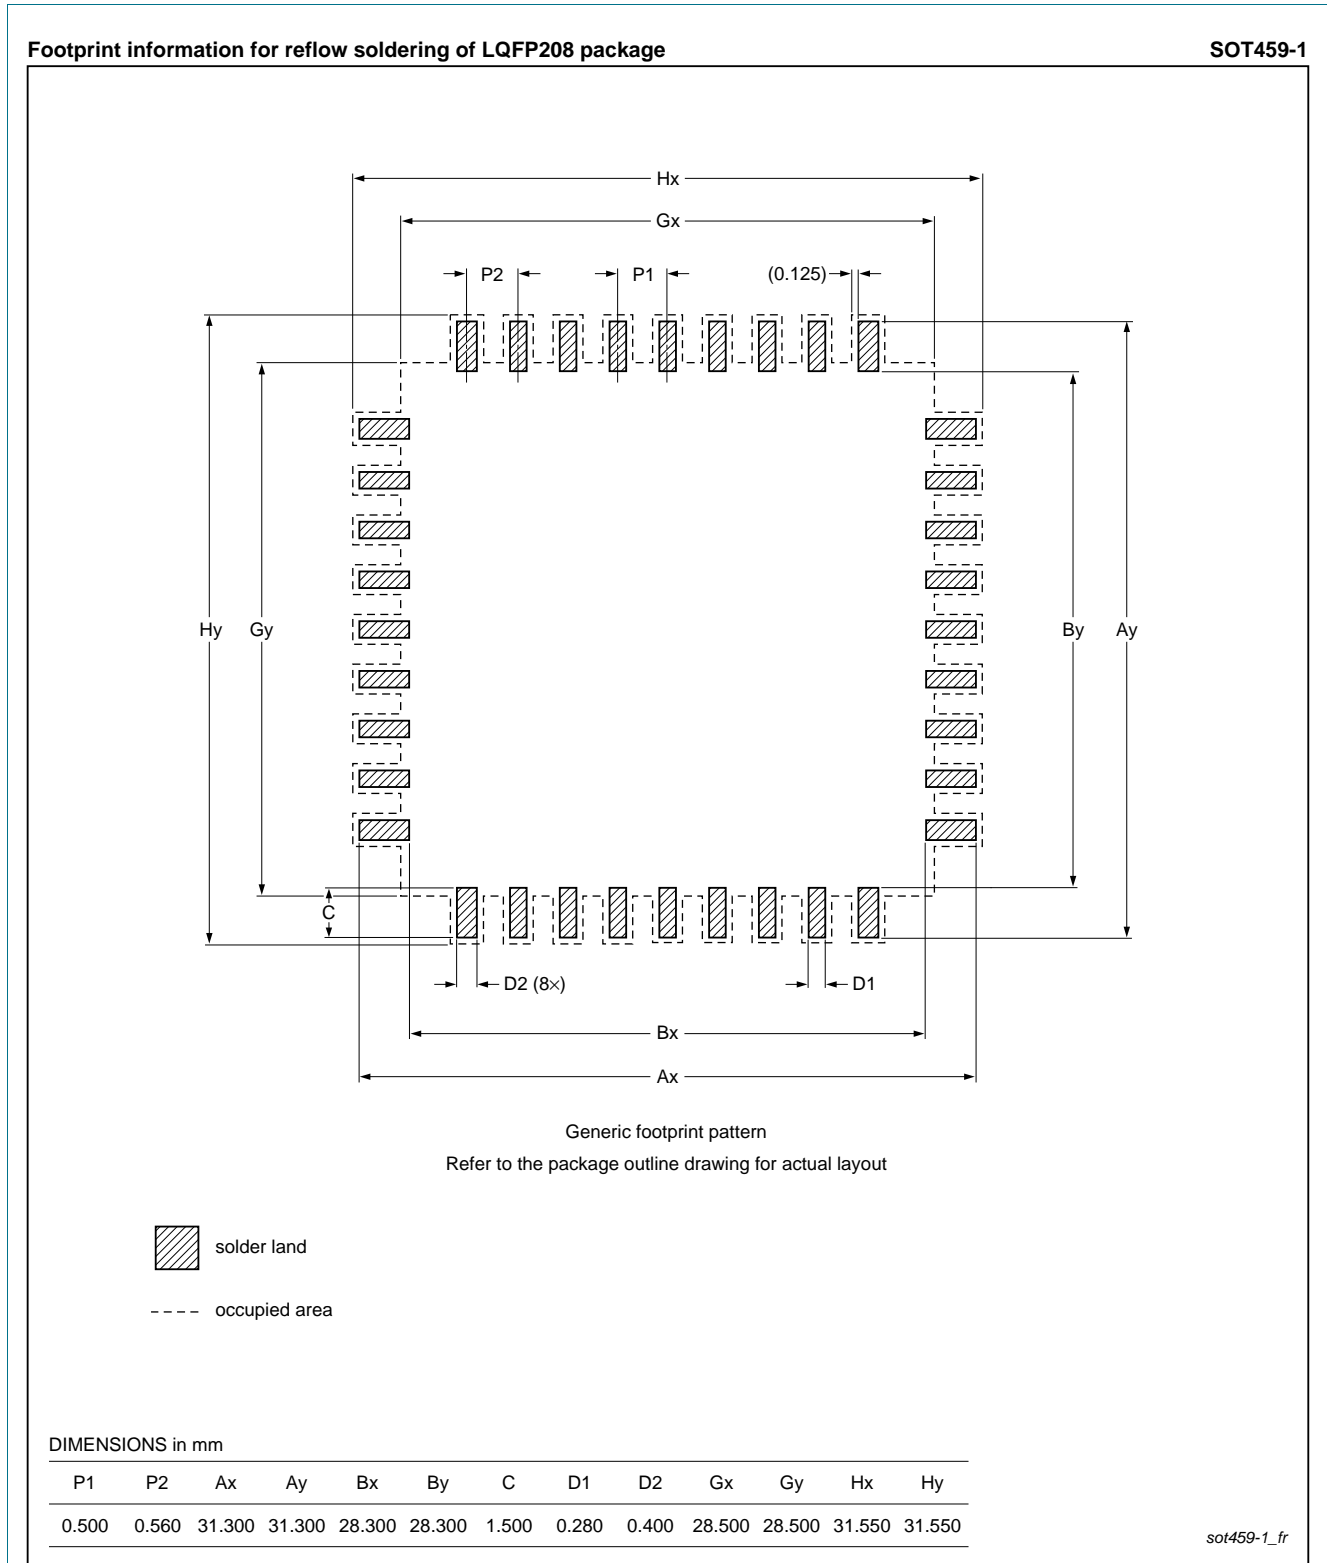 Footprint information for reflow soldering of LQFP208 package SOT459-1
Hx
Gx
P2 P1 (0.125)
Hy Gy By Ay
C
D2 (8×) D1
Bx
Ax
Generic footprint pattern
Refer to the package outline drawing for actual layout
solder land
occupied area
DIMENSIONS in mm
P1 P2 Ax Ay Bx By C D1 D2 Gx Gy Hx Hy
0.500 0.560 31.300 31.300 28.300 28.300 1.500 0.280 0.400 28.500 28.500 31.550 31.550
sot459-1_fr